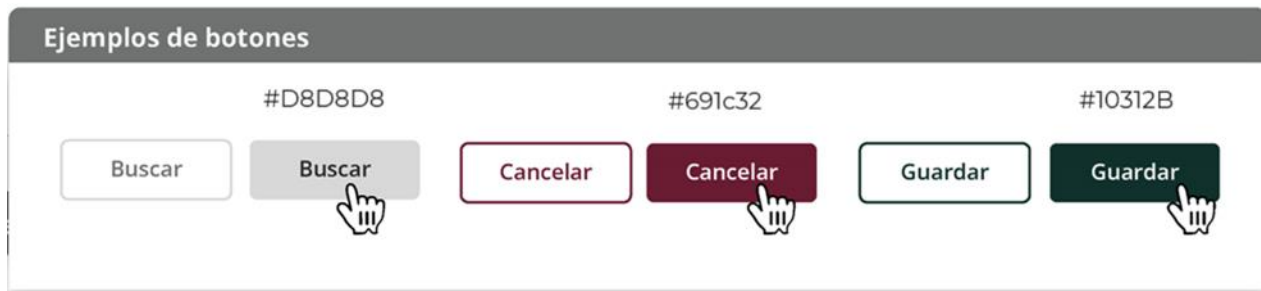 Ejemplos de botones
#D8D8D8 #691c32 #10312B
Buscar Buscar Cancelar Cancelar Guardar Guardar